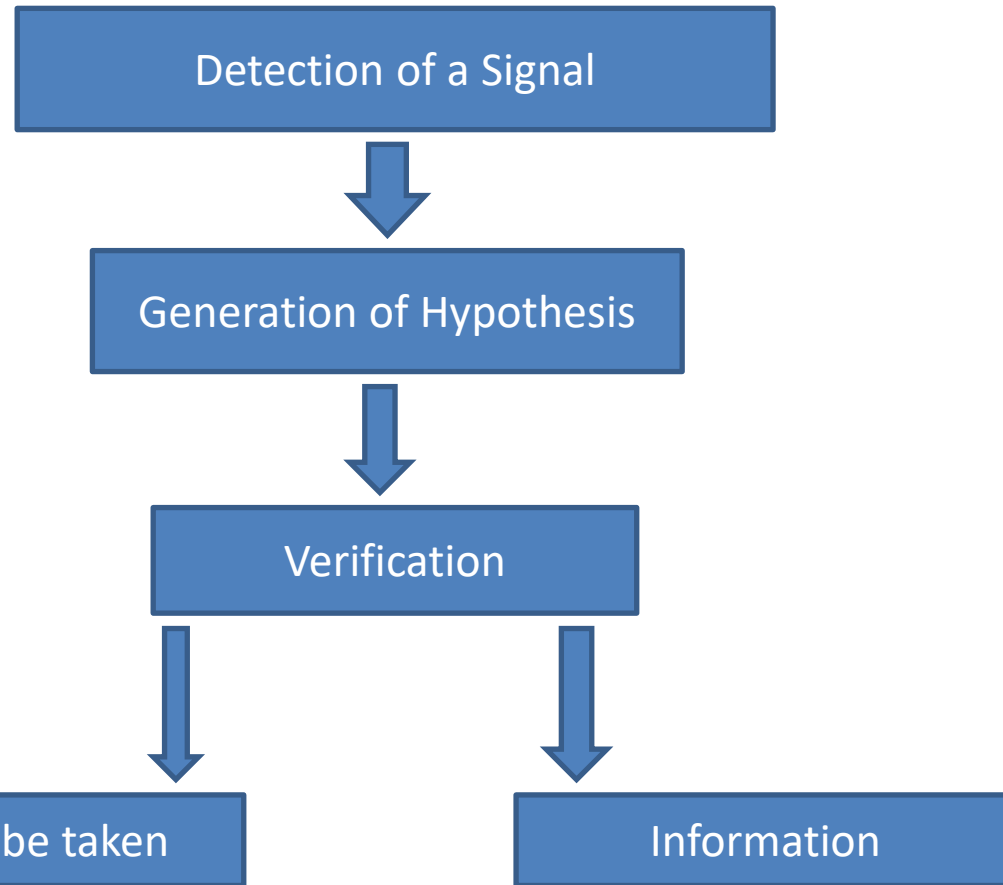 Detection of a Signal
Generation of Hypothesis
Verification
be taken
Information